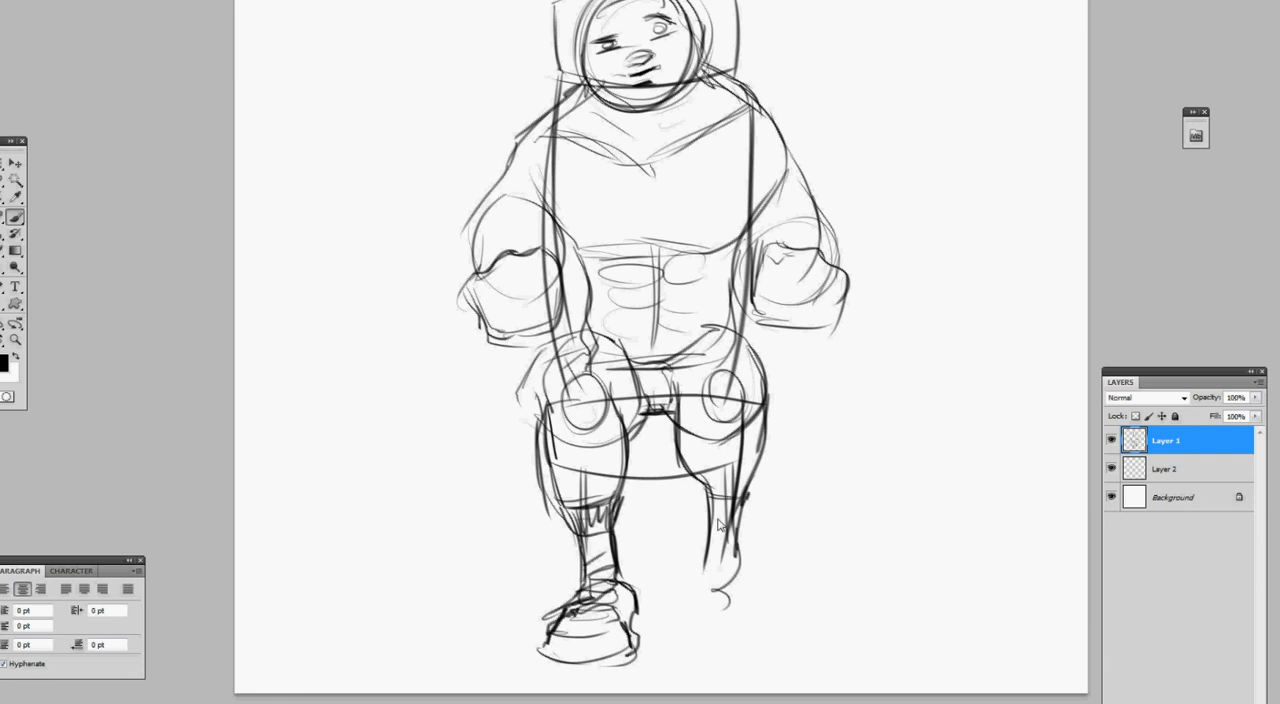 LAYERS
Normal
Opacity:
100%
Lock:
Fill:
100%
Layer 1
Layer 2
Background
ARAGRAPH
CHARACTER
0 pt
0 pt
0 pt
0 pt
0 pt
Hyphenate